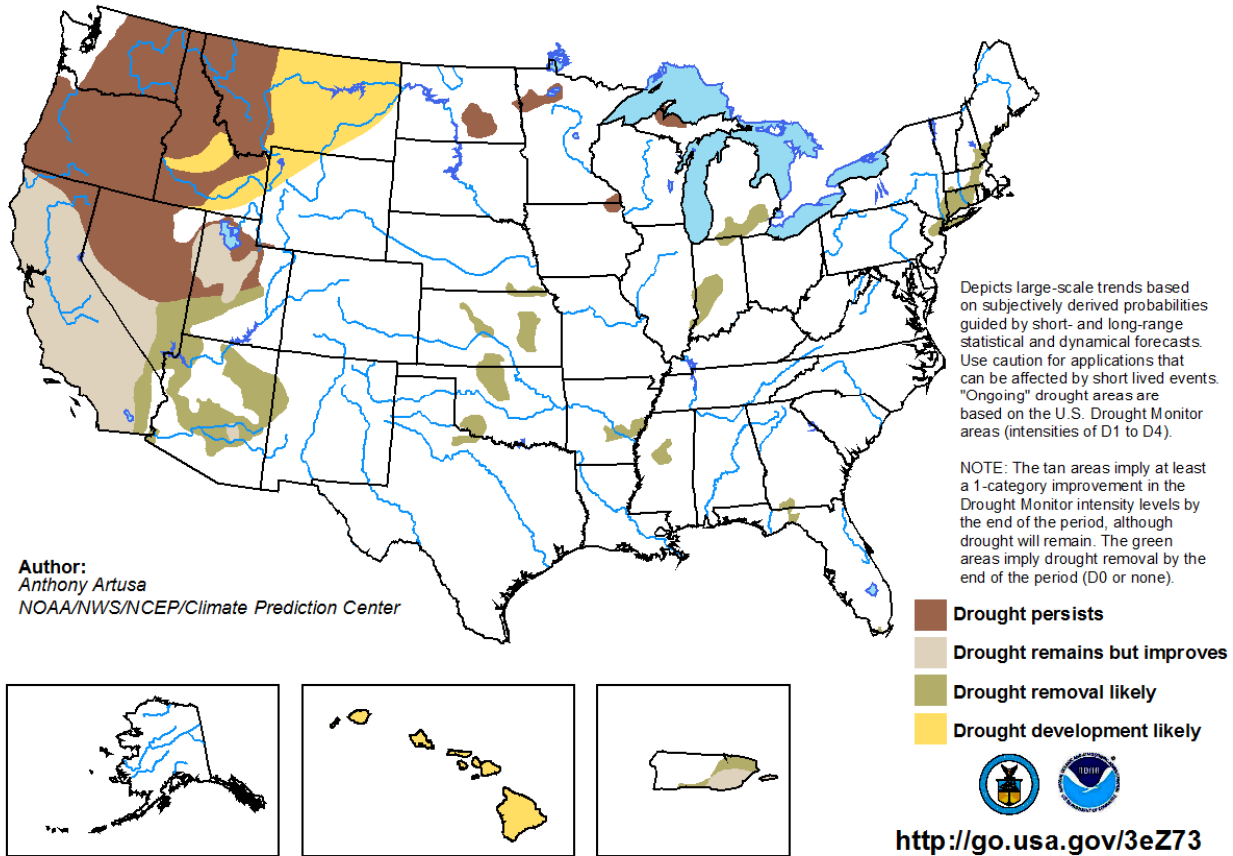 Depicts large-scale trends based
on subjectively derived probabilities
guided by short- and long-range
statistical and dynamical forecasts.
Use caution for applications that
can be affected by short lived events.
"Ongoing" drought areas are
based on the U.S. Drought Monitor
areas (intensities of D1 to D4).
NOTE: The tan areas imply at least
a 1-category improvement in the
Drought Monitor intensity levels by
the end of the period, although
drought will remain. The green
areas imply drought removal by the
end of the period (D0 or none).
Author:
Anthony Artusa
NOAA/NWS/NCEP/Climate Prediction Center
Drought persists
Drought remains but improves
Drought removal likely
Drought development likely
http://go.usa.gov/3eZ73